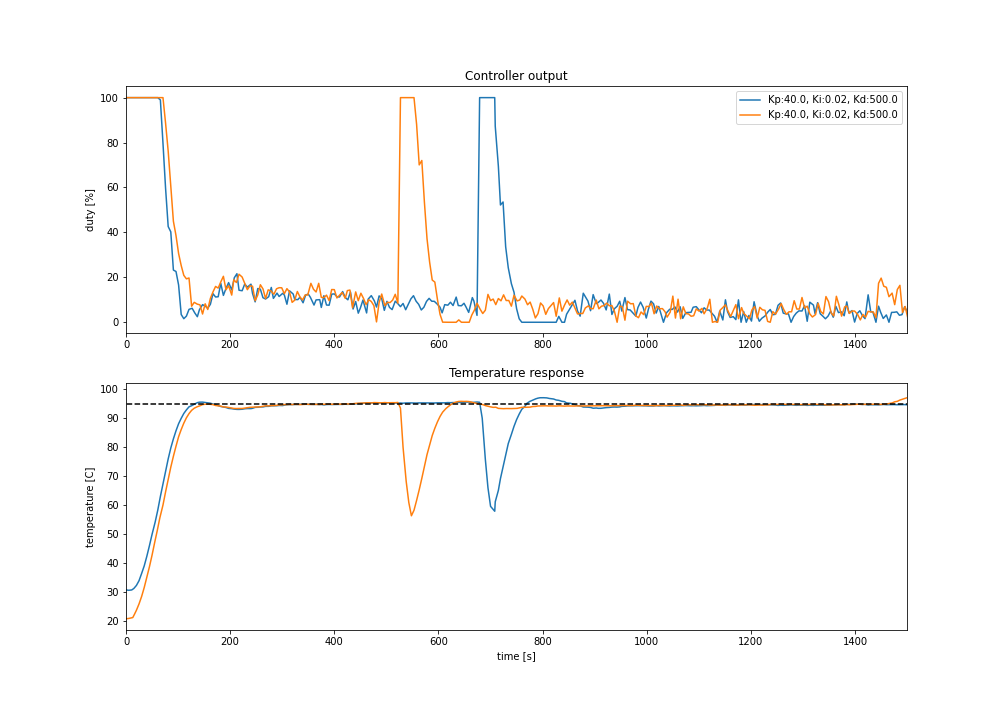 Controller output
100
80
60
40
20
0
duty [%]
Kp:40.0, Ki:0.02, Kd:500.0
Kp:40.0, Ki:0.02, Kd:500.0
0 200 400 600 800 1000 1200 1400
Temperature response
100
90
80
70
60
50
40
30
20
temperature [C]
0 200 400 600 800 1000 1200 1400
time [s]